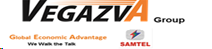 VEGAZVA Group
Global Economic Advantage
We Walk the Talk
SAMTEL